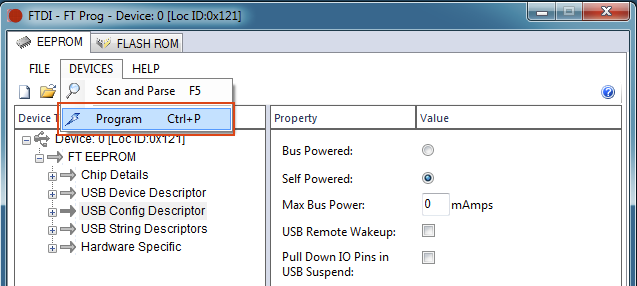 FTDI - FT Prog - Device: 0 [Loc ID:0x121]
EEPROM FLASH ROM
FILE DEVICES HELP
Scan and Parse F5
Program Ctrl+P
Device T
Property Value
Device: 0 [Loc ID:0x121]
FT EEPROM
Chip Details
USB Device Descriptor
USB Config Descriptor
USB String Descriptors
Hardware Specific
Bus Powered:
Self Powered:
Max Bus Power: 0 mAmps
USB Remote Wakeup:
Pull Down IO Pins in
USB Suspend: